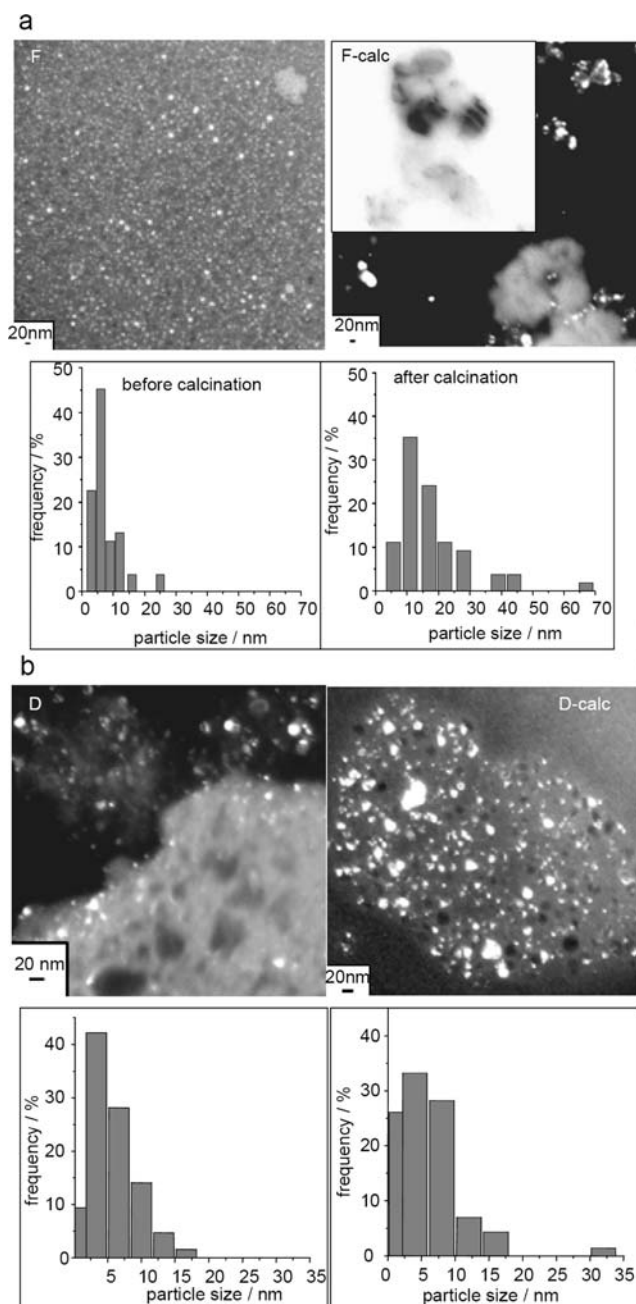 a
F
F-calc
20nm
20nm
before calcination
after calcination
50
40
30
20
10
0
50
40
30
20
10
0
frequency / %
frequency / %
0 10 20 30 40 50 60 70
0 10 20 30 40 50 60 70
particle size / nm
particle size / nm
b
D
D-calc
20 nm
20nm
40
30
20
10
0
40
30
20
10
0
frequency / %
frequency / %
5 10 15 20 25 30 35
0 5 10 15 20 25 30 35
particle size / nm
particle size / nm